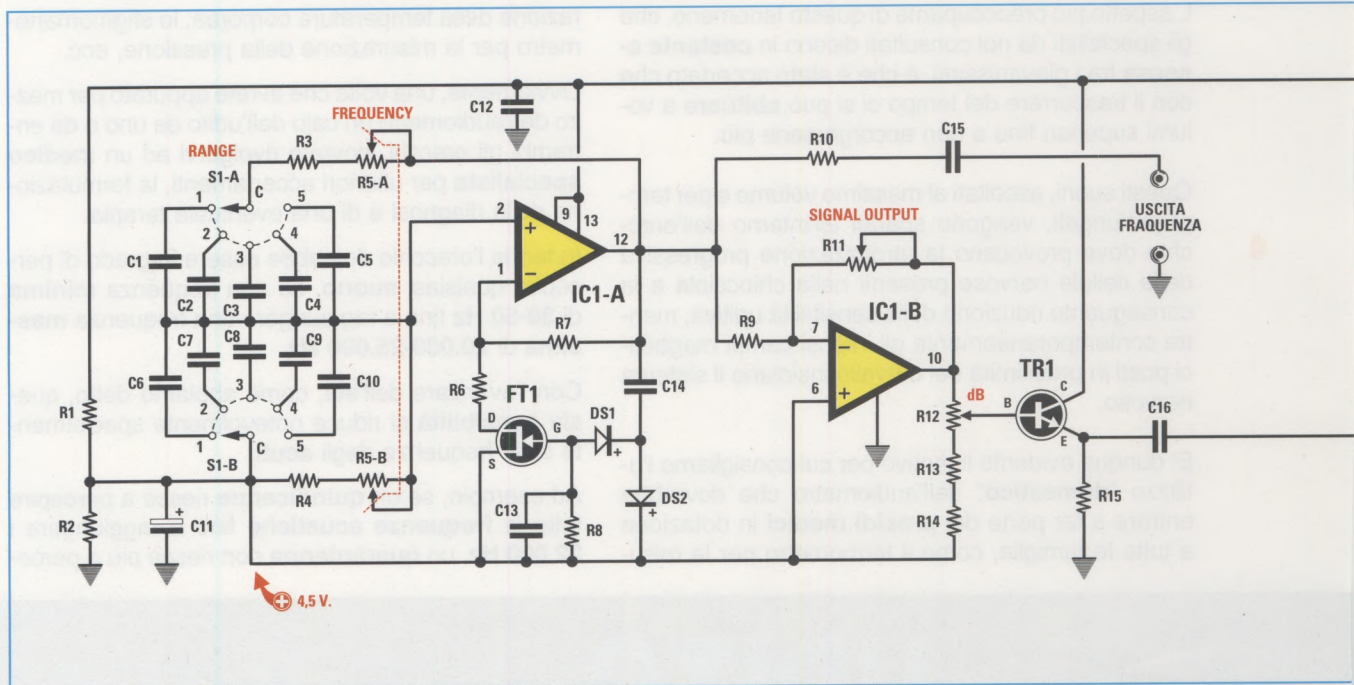 C12
FREQUENCY
C15
RANGE
R3
R10
S1-A
C
R5-A
1
5
2
4
3
2
9
13
SIGNAL OUTPUT
USCITA
FREQUENZA
+
12
R11
C1
C5
1
−
C2
C4
IC1-A
C3
R7
R9
7
−
IC1-B
C7
C8
C9
10
TR1
C6
C10
R6
C14
6
+
dB
3
FT1
B
2
4
D
DS1
R12
C16
R1
G
1
C
5
S
E
S1-B
R5-B
+
R13
DS2
R4
C13
R15
R2
+
C11
R8
+
R14
+ 4,5 V.